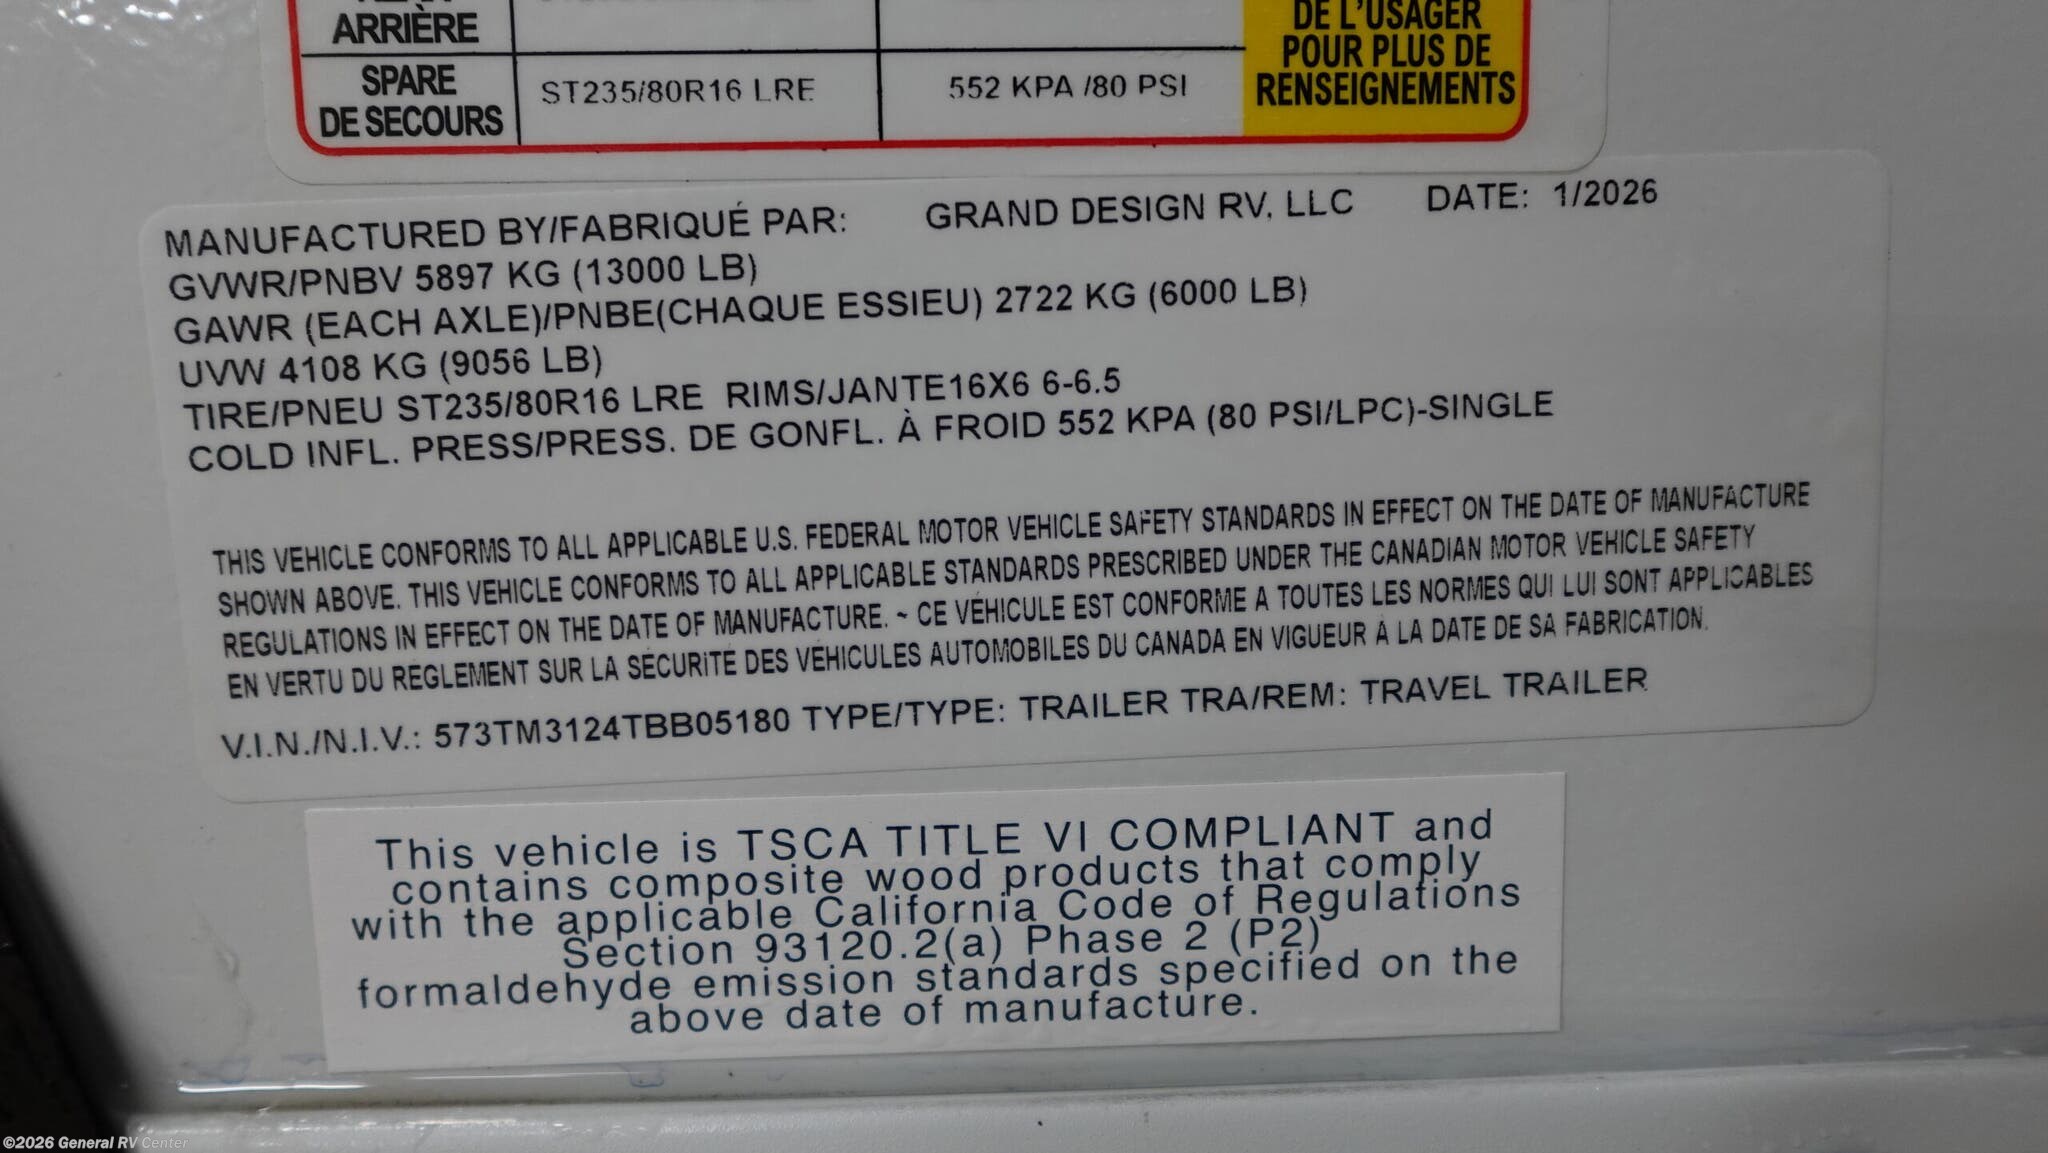 ARRIÈRE
DE L'USAGER
POUR PLUS DE
RENSEIGNEMENTS
SPARE
DE SECOURS
ST235/80R16 LRE
552 KPA /80 PSI
MANUFACTURED BY/FABRIQUÉ PAR: GRAND DESIGN RV, LLC DATE: 1/2026
GVWR/PNBV 5897 KG (13000 LB)
GAWR (EACH AXLE)/PNBE(CHAQUE ESSIEU) 2722 KG (6000 LB)
UVW 4108 KG (9056 LB)
TIRE/PNEU ST235/80R16 LRE RIMS/JANTE16X6 6-6.5
COLD INFL. PRESS/PRESS. DE GONFL. À FROID 552 KPA (80 PSI/LPC)-SINGLE
THIS VEHICLE CONFORMS TO ALL APPLICABLE U.S. FEDERAL MOTOR VEHICLE SAFETY STANDARDS IN EFFECT ON THE DATE OF MANUFACTURE
SHOWN ABOVE. THIS VEHICLE CONFORMS TO ALL APPLICABLE STANDARDS PRESCRIBED UNDER THE CANADIAN MOTOR VEHICLE SAFETY
REGULATIONS IN EFFECT ON THE DATE OF MANUFACTURE. ~ CE VÉHICULE EST CONFORME A TOUTES LES NORMES QUI LUI SONT APPLICABLES
EN VERTU DU RÈGLEMENT SUR LA SÉCURITÉ DES VÉHICULES AUTOMOBILES DU CANADA EN VIGUEUR À LA DATE DE SA FABRICATION.
V.I.N./N.I.V.: 573TM3124TBB05180 TYPE/TYPE: TRAILER TRA/REM: TRAVEL TRAILER
This vehicle is TSCA TITLE VI COMPLIANT and
contains composite wood products that comply
with the applicable California Code of Regulations
Section 93120.2(a) Phase 2 (P2)
formaldehyde emission standards specified on the
above date of manufacture.
©2026 General RV Center